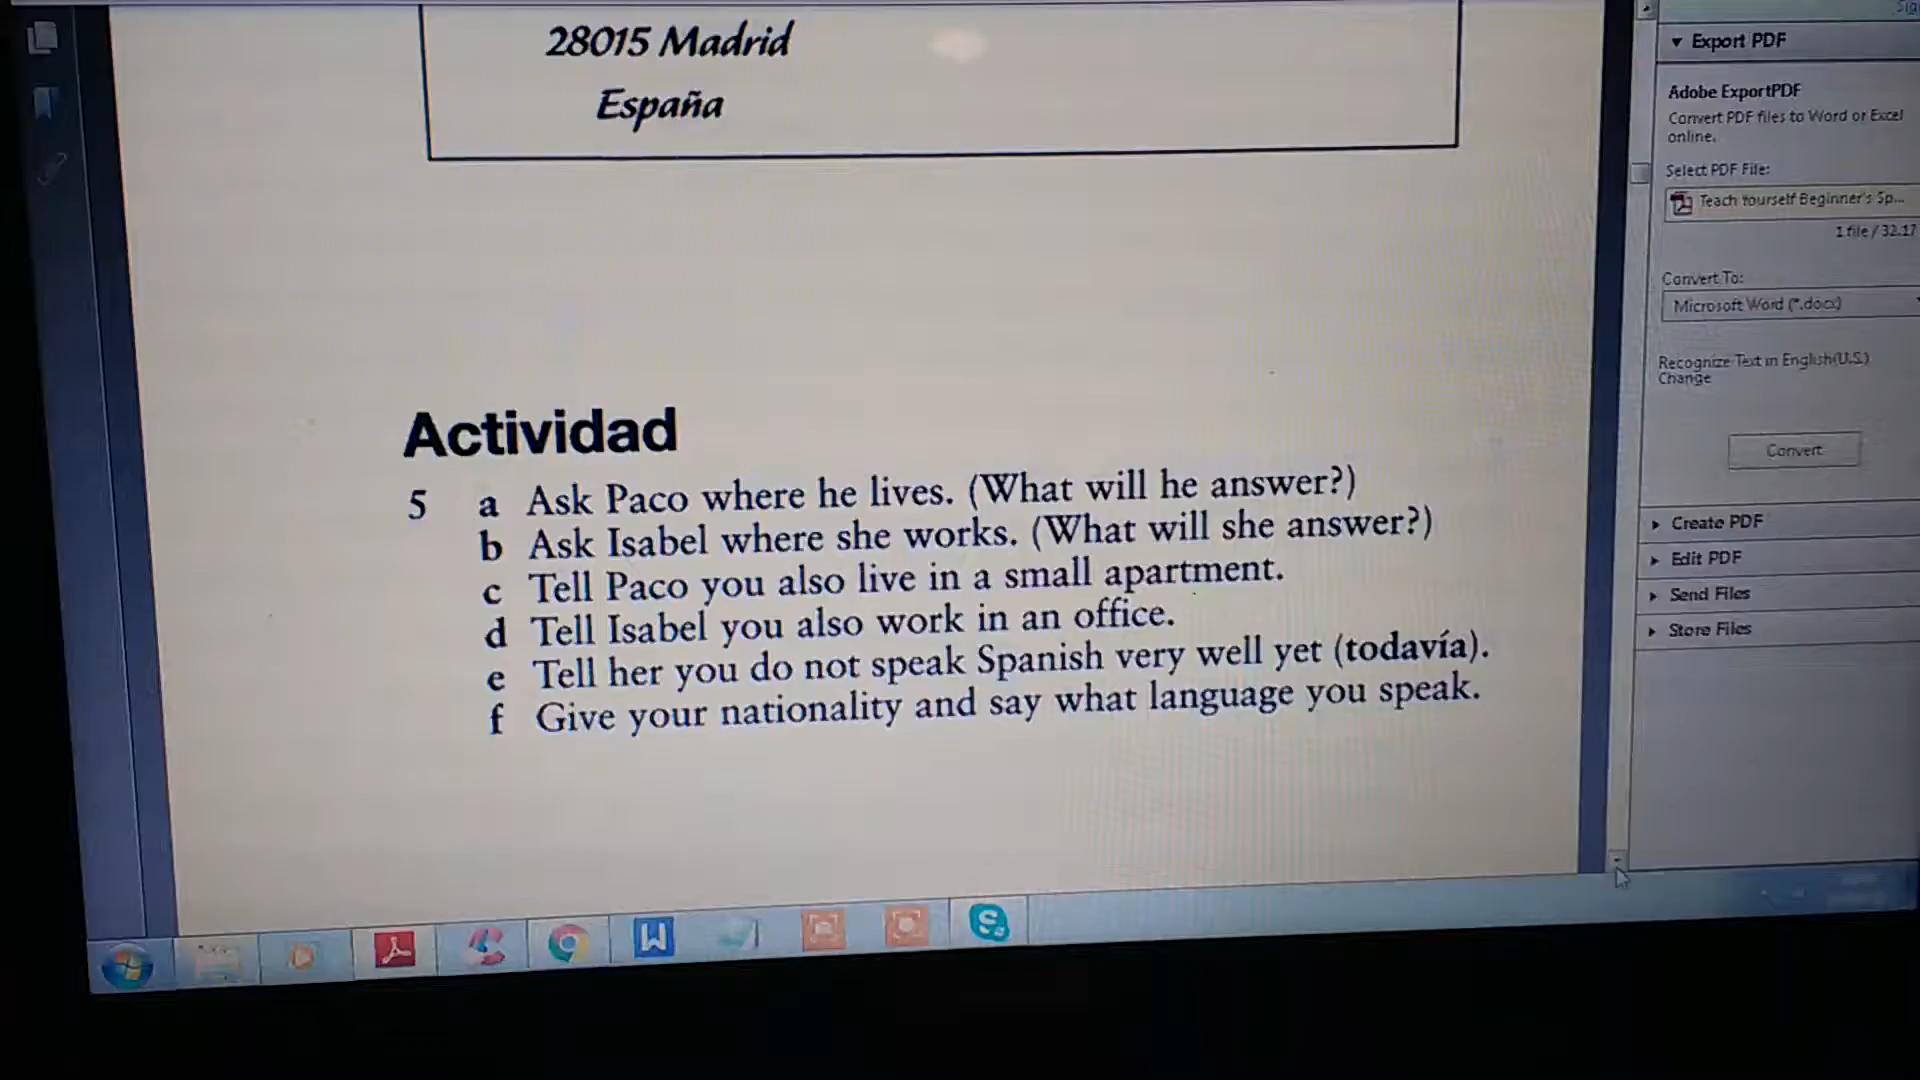 28015 Madrid
España
Actividad
5 a Ask Paco where he lives. (What will he answer?)
b Ask Isabel where she works. (What will she answer?)
c Tell Paco you also live in a small apartment.
d Tell Isabel you also work in an office.
e Tell her you do not speak Spanish very well yet (todavía).
f Give your nationality and say what language you speak.
Export PDF
Adobe ExportPDF
Convert PDF files to Word or Excel
online.
Select PDF File:
Teach Yourself Beginner's Sp...
1 file / 32.17
Convert To:
Microsoft Word (*.docx)
Recognize Text in English(U.S.)
Change
Convert
Create PDF
Edit PDF
Send Files
Store Files